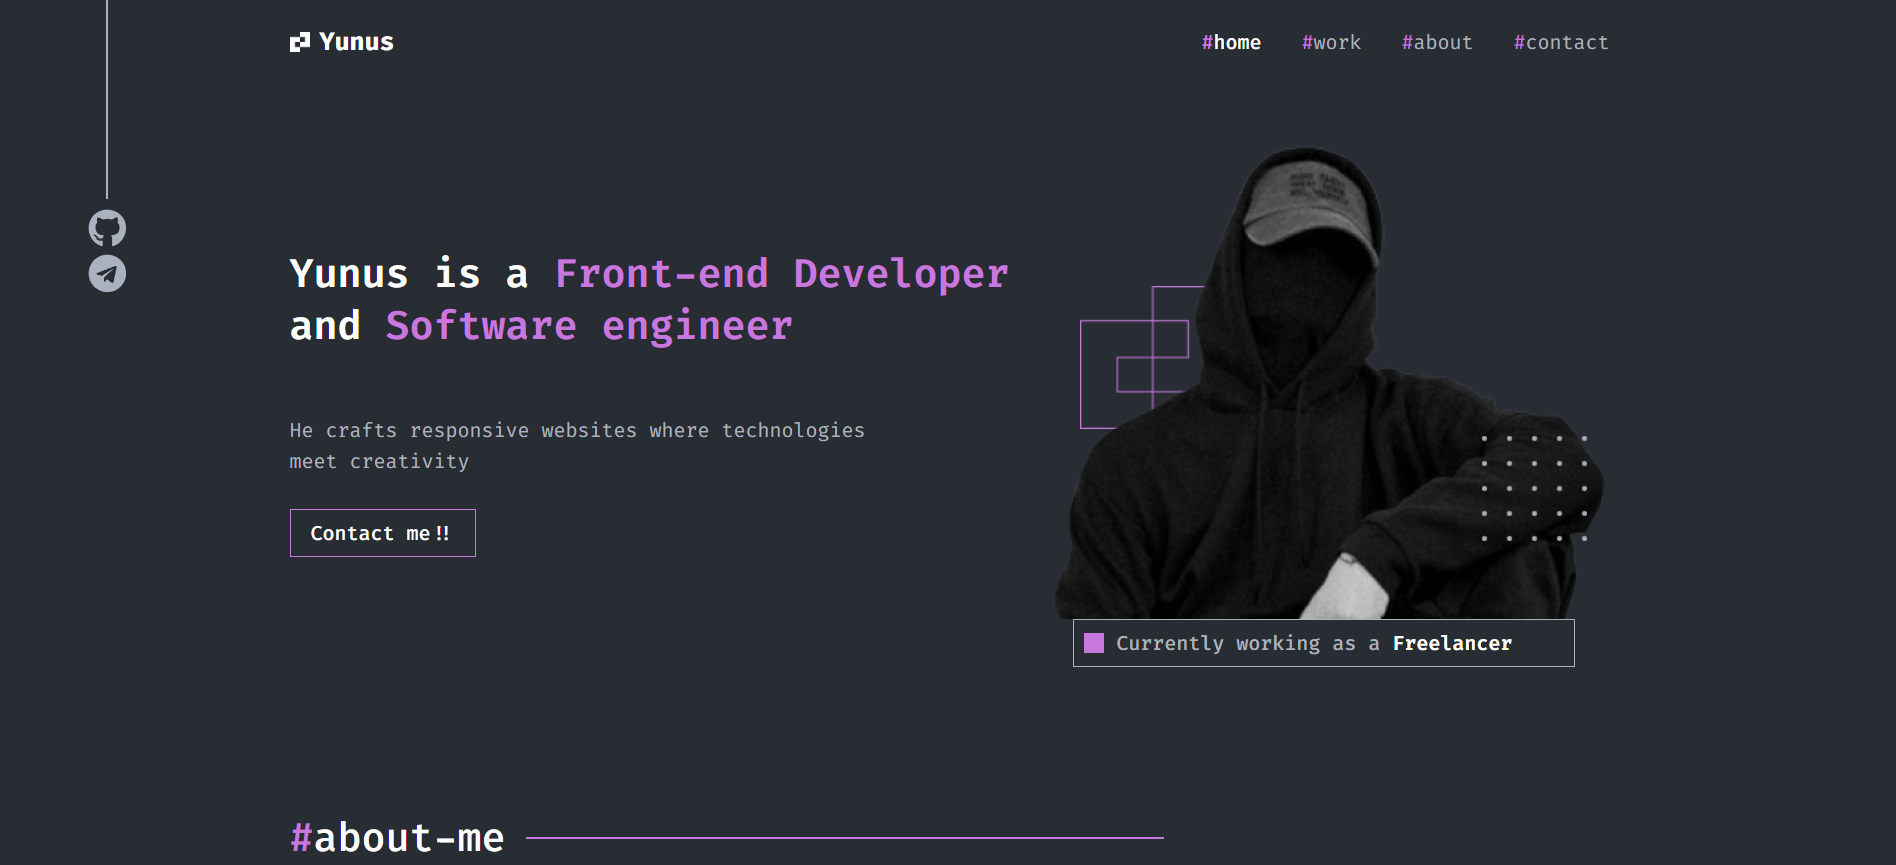 Yunus
#home #work #about #contact
Yunus is a Front-end Developer
and Software engineer
He crafts responsive websites where technologies
meet creativity
Contact me!!
Currently working as a Freelancer
#about-me